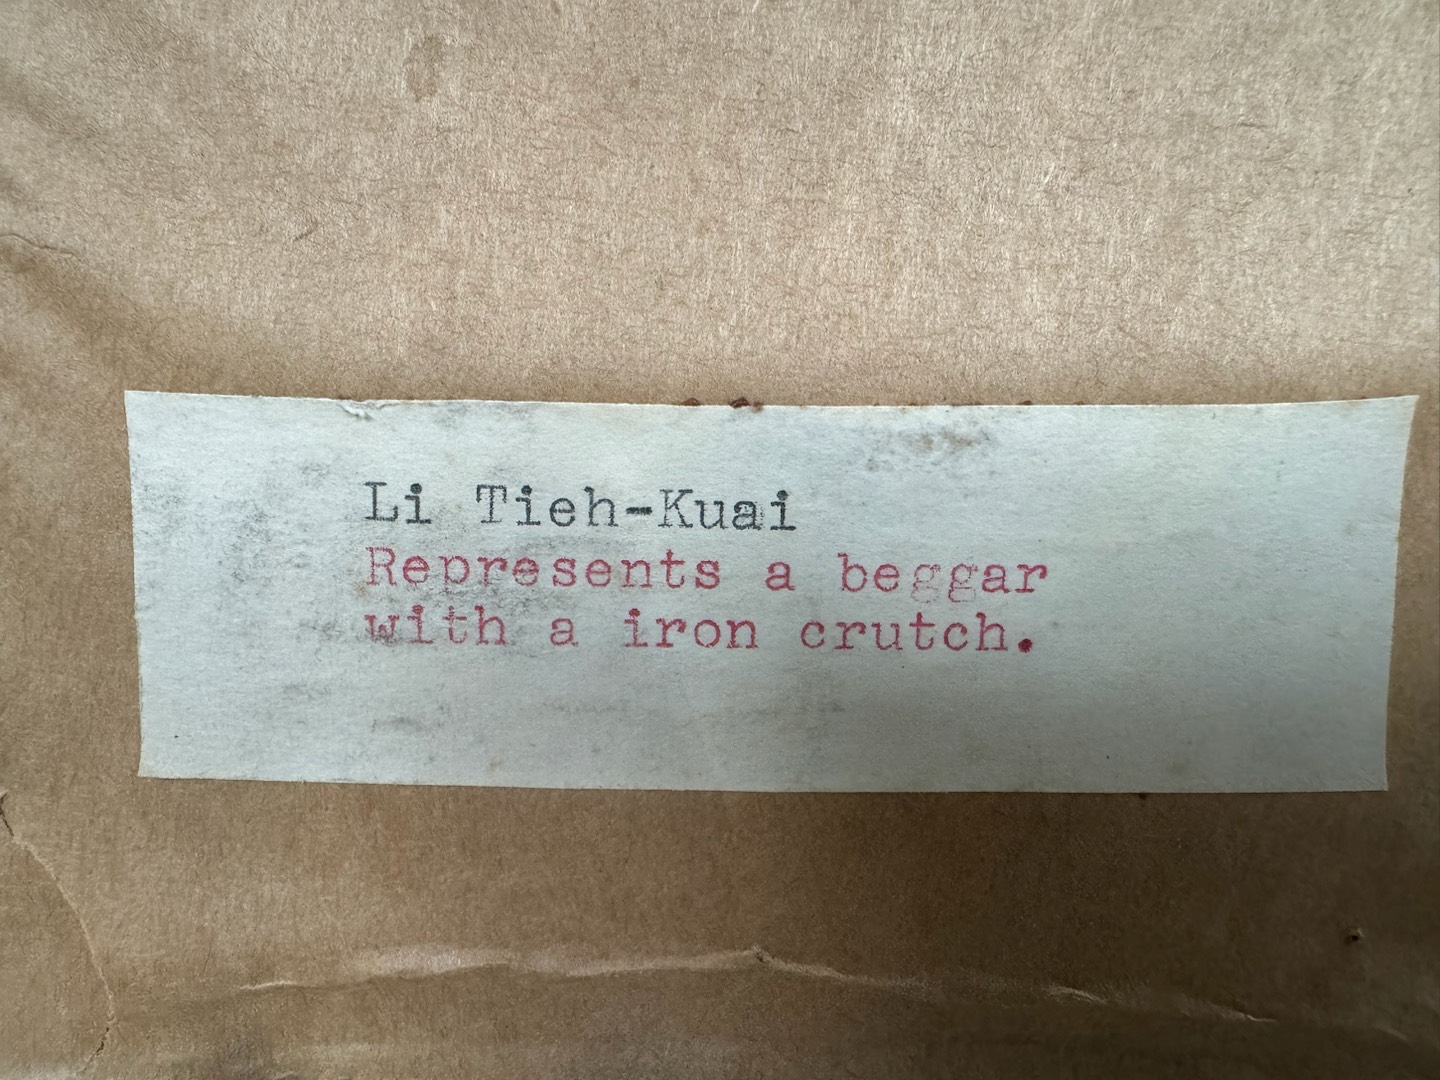 Li Tieh-Kuai
Represents a beggar
with a iron crutch.